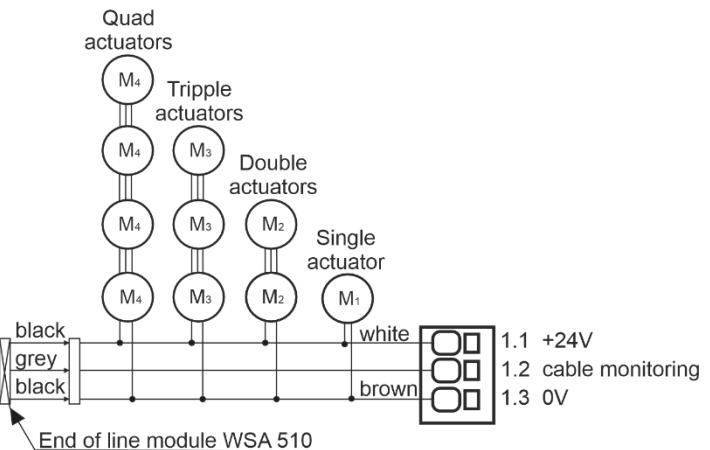 Quad
actuators
M4
Tripple
actuators
M4
M3
Double
actuators
M4
M3
M2
Single
actuator
M4
M3
M2
M1
black
white
1.1 +24V
grey
1.2 cable monitoring
black
brown
1.3 0V
End of line module WSA 510